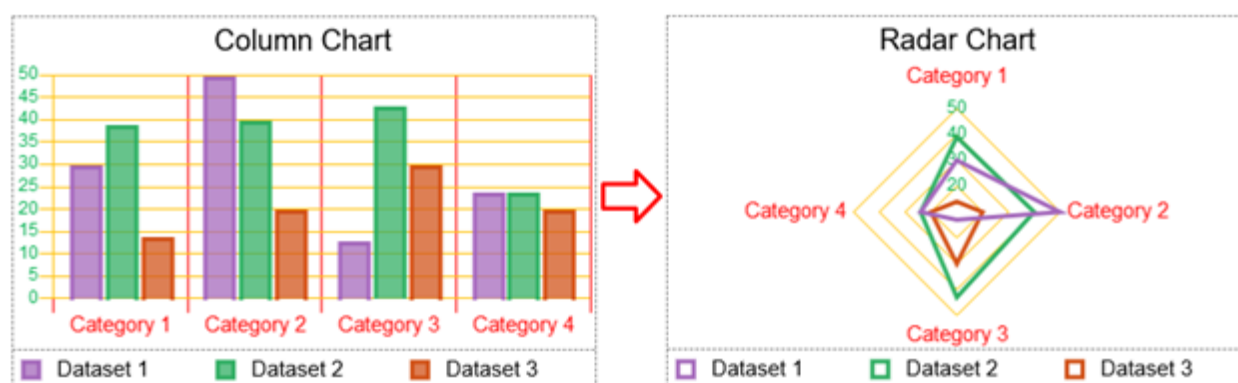 Column Chart
50
45
40
35
30
25
20
15
10
5
0
Category 1 Category 2 Category 3 Category 4
Dataset 1 Dataset 2 Dataset 3
Radar Chart
Category 1
50
40
30
20
Category 4 Category 2
Category 3
Dataset 1 Dataset 2 Dataset 3